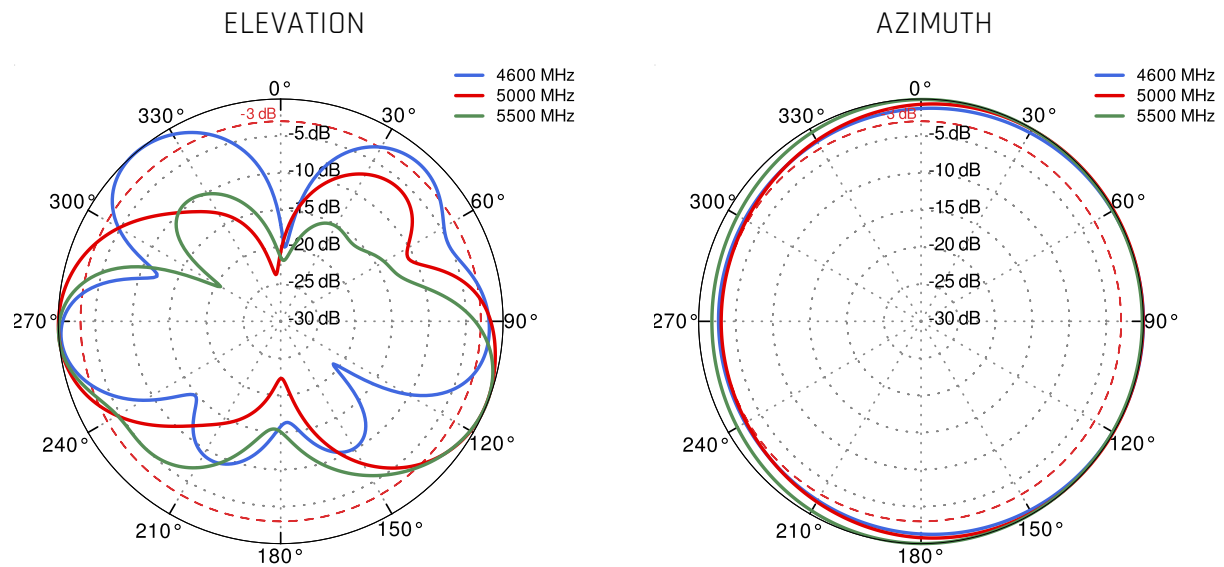 ELEVATION
4600 MHz
5000 MHz
5500 MHz
0°
-3 dB
330°
30°
-5 dB
-10 dB
300°
60°
-15 dB
-20 dB
-25 dB
270°
-30 dB
90°
240°
120°
210°
150°
180°
AZIMUTH
4600 MHz
5000 MHz
5500 MHz
0°
3 dB
330°
30°
-5 dB
-10 dB
300°
60°
-15 dB
-20 dB
-25 dB
270°
-30 dB
90°
240°
120°
210°
150°
180°